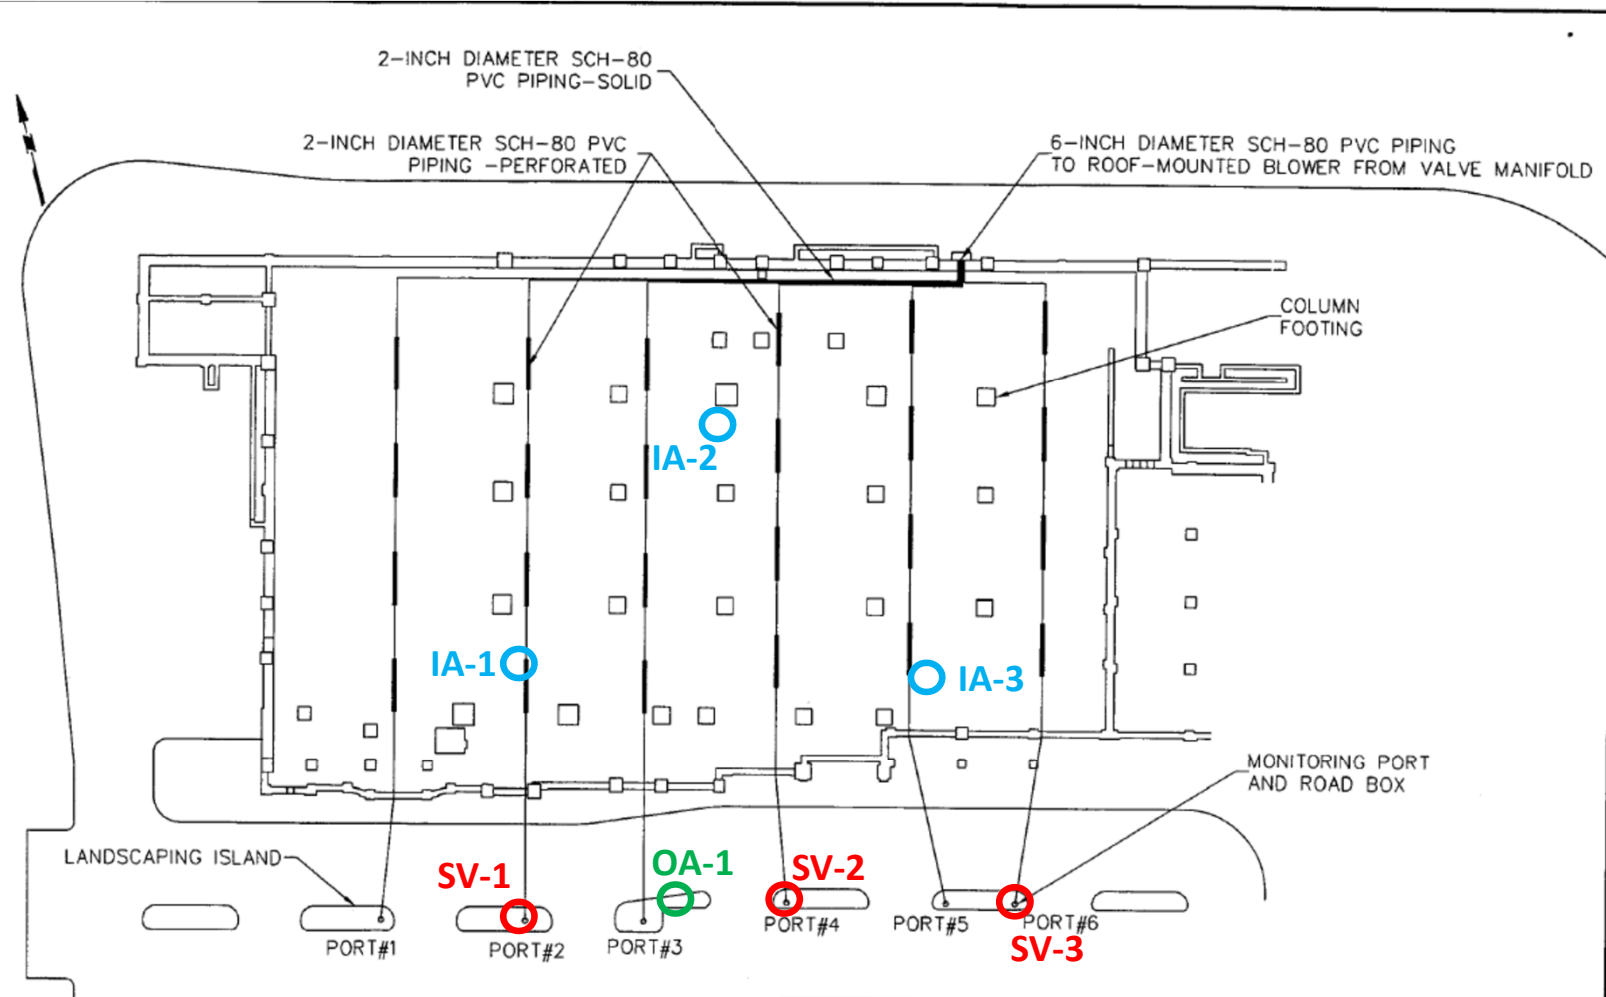 2-INCH DIAMETER SCH-80
PVC PIPING-SOLID
2-INCH DIAMETER SCH-80 PVC
PIPING -PERFORATED
6-INCH DIAMETER SCH-80 PVC PIPING
TO ROOF-MOUNTED BLOWER FROM VALVE MANIFOLD
COLUMN
FOOTING
IA-2
IA-1
IA-3
MONITORING PORT
AND ROAD BOX
LANDSCAPING ISLAND
SV-1
OA-1
SV-2
PORT#1
PORT#2
PORT#3
PORT#4
PORT#5
PORT#6
SV-3